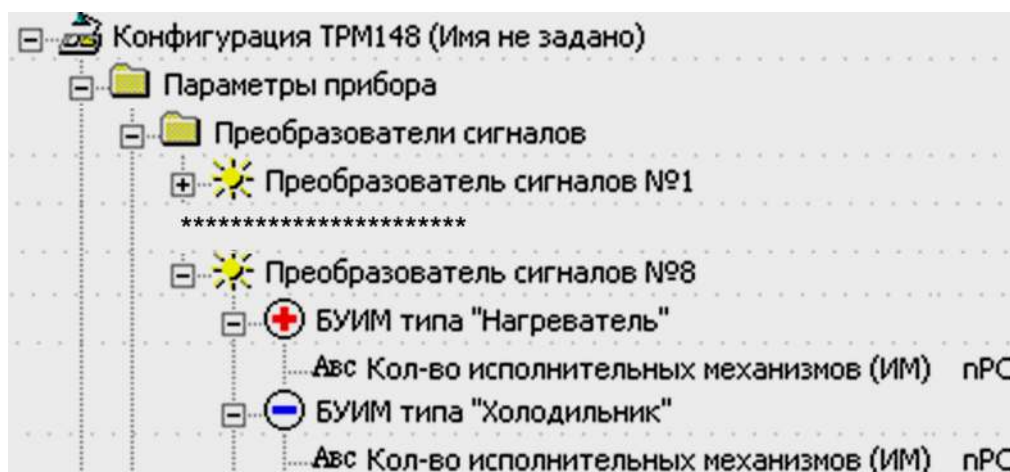 Конфигурация ТРМ148 (Имя не задано)
Параметры прибора
Преобразователи сигналов
Преобразователь сигналов №1
***********************
Преобразователь сигналов №8
БУИМ типа "Нагреватель"
Авс Кол-во исполнительных механизмов (ИМ) nPC
БУИМ типа "Холодильник"
Авс Кол-во исполнительных механизмов (ИМ) nPC